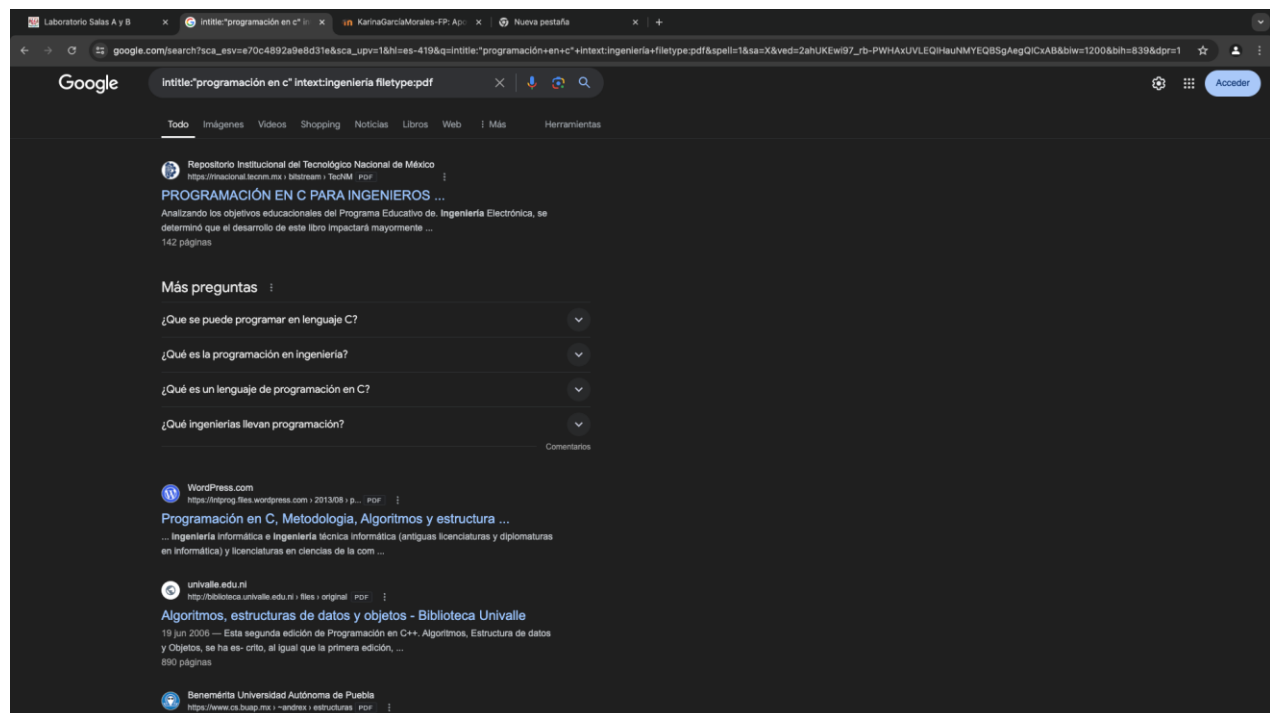 Laboratorio Salas A y B
intitle:"programación en c" in
KarinaGarcíaMorales-FP: Apo
Nueva pestaña
google.com/search?sca_esv=e70c4892a9e8d31e&sca_upv=1&hl=es-419&q=intitle:"programación+en+c"+intext:ingeniería+filetype:pdf&spell=1&sa=X&ved=2ahUKEwi97_rb-PWHAxUVLEQIHauNMYEQBSgAegQICxAB&biw=1200&bih=839&dpr=1
Google
intitle:"programación en c" intext:ingeniería filetype:pdf
Acceder
Todo Imágenes Videos Shopping Noticias Libros Web Más Herramientas
Repositorio Institucional del Tecnológico Nacional de México
https://rinacional.tecnm.mx › bitstream › TecNM PDF
PROGRAMACIÓN EN C PARA INGENIEROS ...
Analizando los objetivos educacionales del Programa Educativo de. Ingeniería Electrónica, se
determinó que el desarrollo de este libro impactará mayormente ...
142 páginas
Más preguntas
¿Que se puede programar en lenguaje C?
¿Qué es la programación en ingeniería?
¿Qué es un lenguaje de programación en C?
¿Qué ingenierías llevan programación?
Comentarios
WordPress.com
https://intprog.files.wordpress.com › 2013/08 › p... PDF
Programación en C, Metodologia, Algoritmos y estructura ...
... ingeniería informática e ingeniería técnica informática (antiguas licenciaturas y diplomaturas
en informática) y licenciaturas en ciencias de la com ...
univalle.edu.ni
http://biblioteca.univalle.edu.ni › files › original PDF
Algoritmos, estructuras de datos y objetos - Biblioteca Univalle
19 jun 2006 — Esta segunda edición de Programación en C++. Algoritmos, Estructura de datos
y Objetos, se ha es- crito, al igual que la primera edición, ...
890 páginas
Benemérita Universidad Autónoma de Puebla
https://www.cs.buap.mx › ~andrex › estructuras PDF